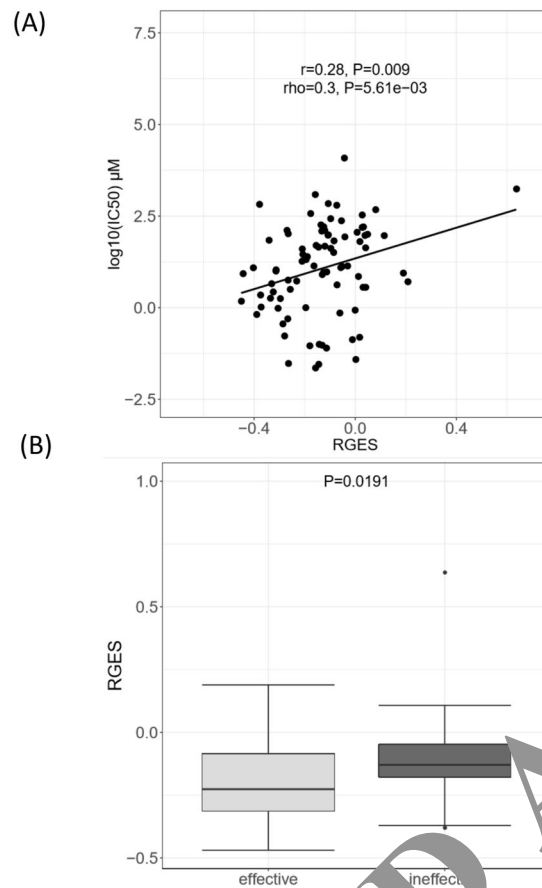 (A)
7.5
r=0.28, P=0.009
rho=0.3, P=5.61e−03
5.0
log10(IC50) μM
2.5
0.0
−2.5
−0.4 0.0 0.4
RGES
(B)
1.0
P=0.0191
0.5
RGES
0.0
−0.5
effective